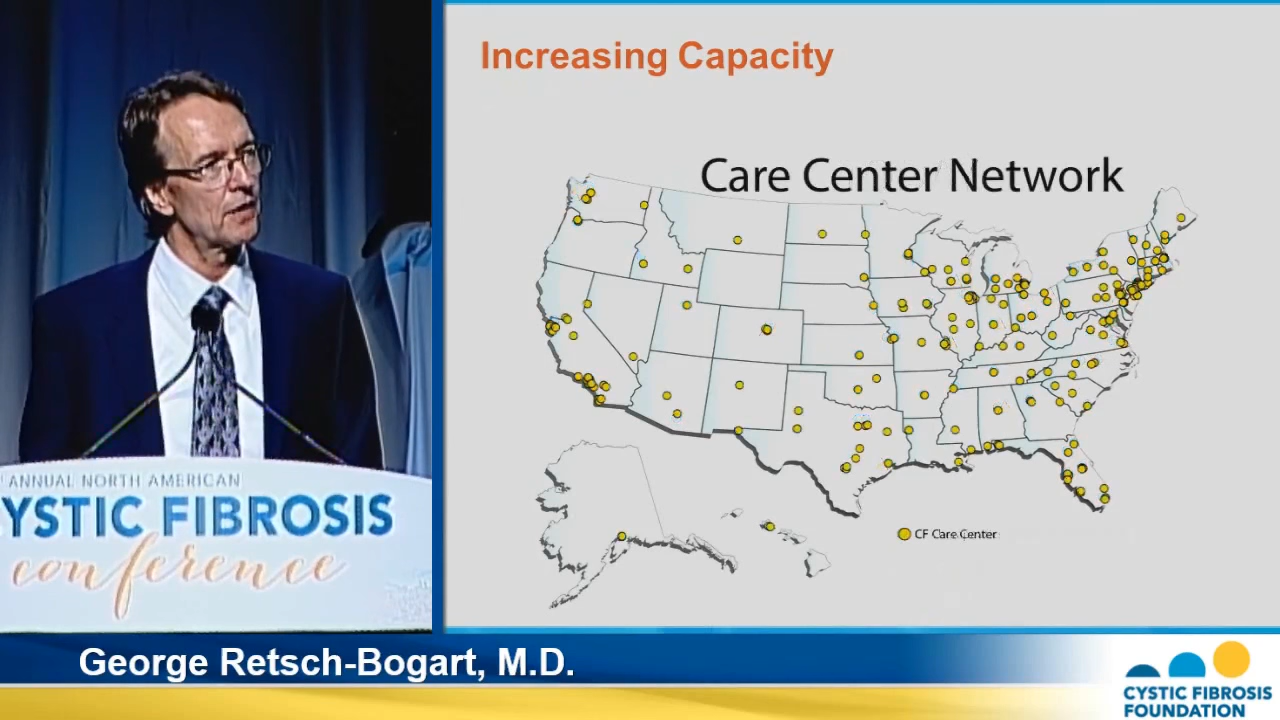 Increasing Capacity
Care Center Network
CF Care Center
ANNUAL NORTH AMERICAN
YSTIC FIBROSIS
conference
George Retsch-Bogart, M.D.
CYSTIC FIBROSIS
FOUNDATION